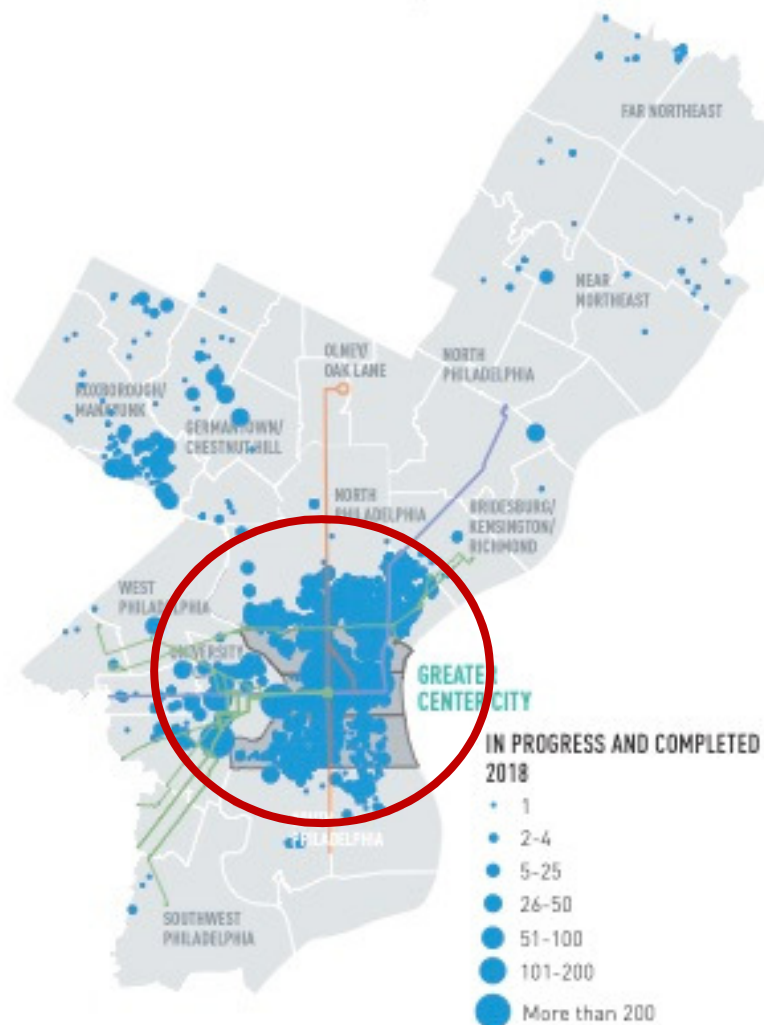 FAR NORTHEAST
NEAR
NORTHEAST
OLNEY/
OAK LANE
NORTH
PHILADELPHIA
ROXBOROUGH/
MANAYUNK
GERMANTOWN/
CHESTNUT HILL
NORTH
PHILADELPHIA
BRIDESBURG/
KENSINGTON/
RICHMOND
WEST
PHILADELPHIA
UNIVERSITY
GREATER
CENTER CITY
IN PROGRESS AND COMPLETED
2018
1
2-4
5-25
26-50
51-100
101-200
More than 200
PHILADELPHIA
SOUTHWEST
PHILADELPHIA